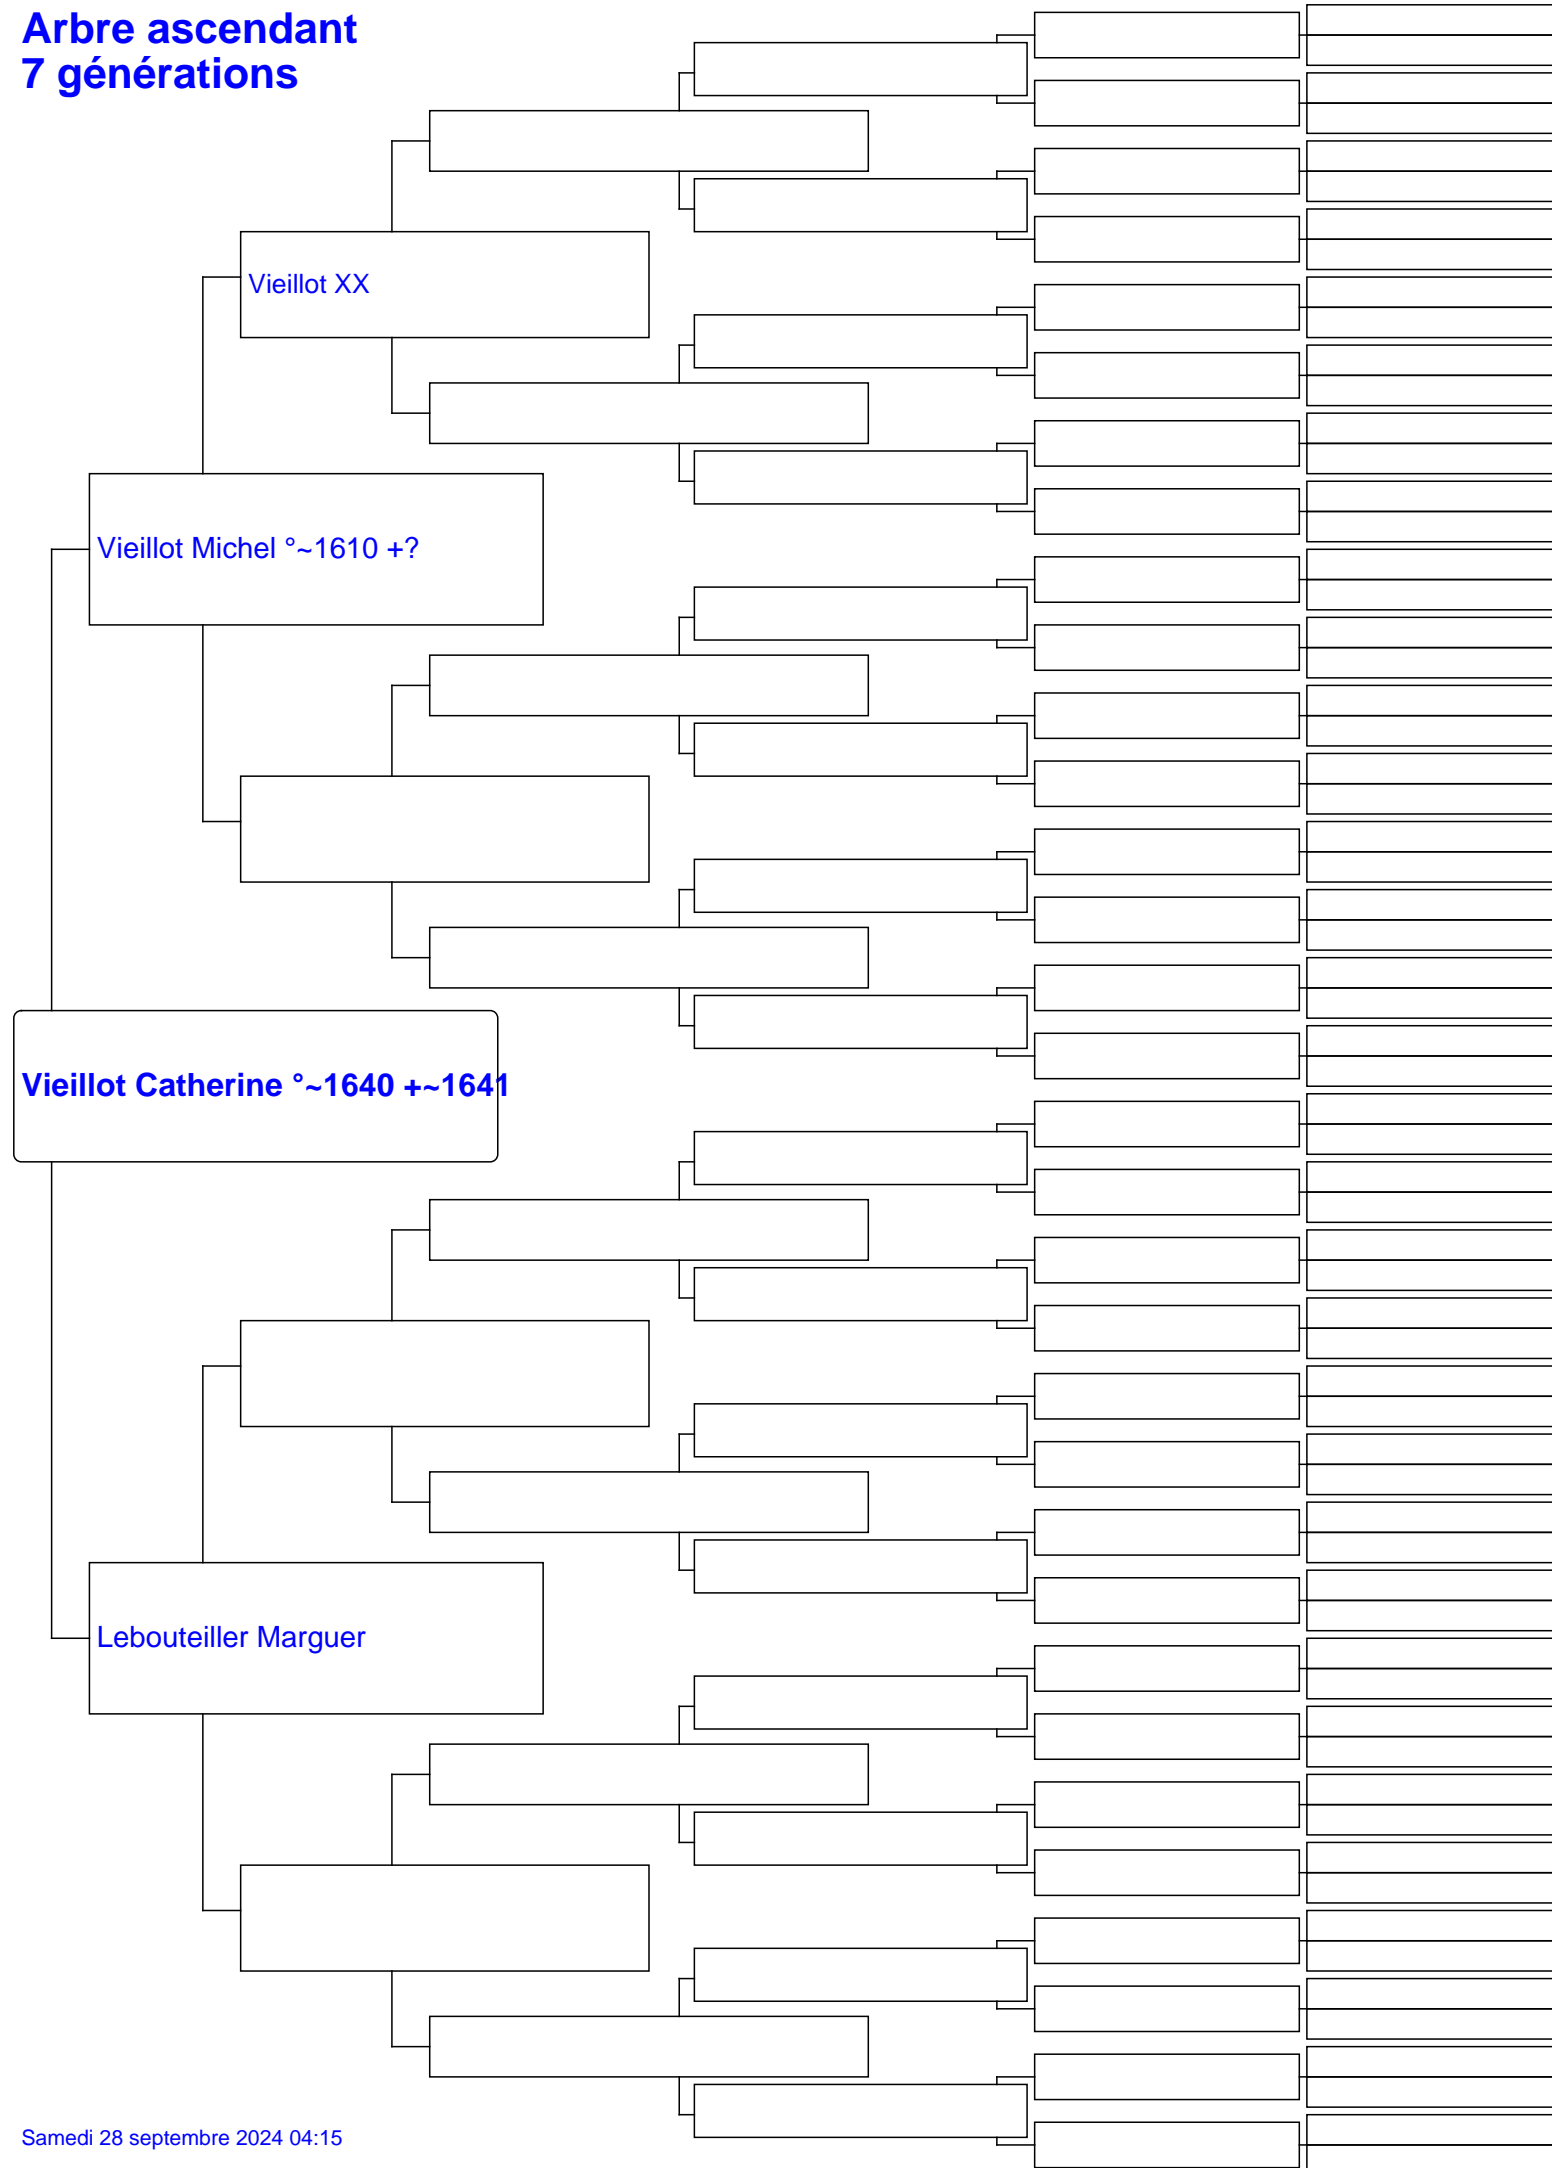 Arbre ascendant
7 générations
Vieillot XX
Vieillot Michel °~1610 +?
Vieillot Catherine °~1640 +~1641
Lebouteiller Marguer
Samedi 28 septembre 2024 04:15